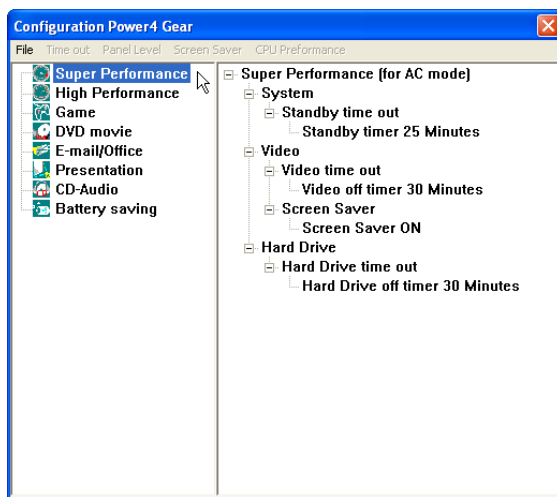 Configuration Power4 Gear
File Time out Panel Level Screen Saver CPU Preformance
Super Performance
High Performance
Game
DVD movie
E-mail/Office
Presentation
CD-Audio
Battery saving
Super Performance (for AC mode)
System
Standby time out
Standby timer 25 Minutes
Video
Video time out
Video off timer 30 Minutes
Screen Saver
Screen Saver ON
Hard Drive
Hard Drive time out
Hard Drive off timer 30 Minutes